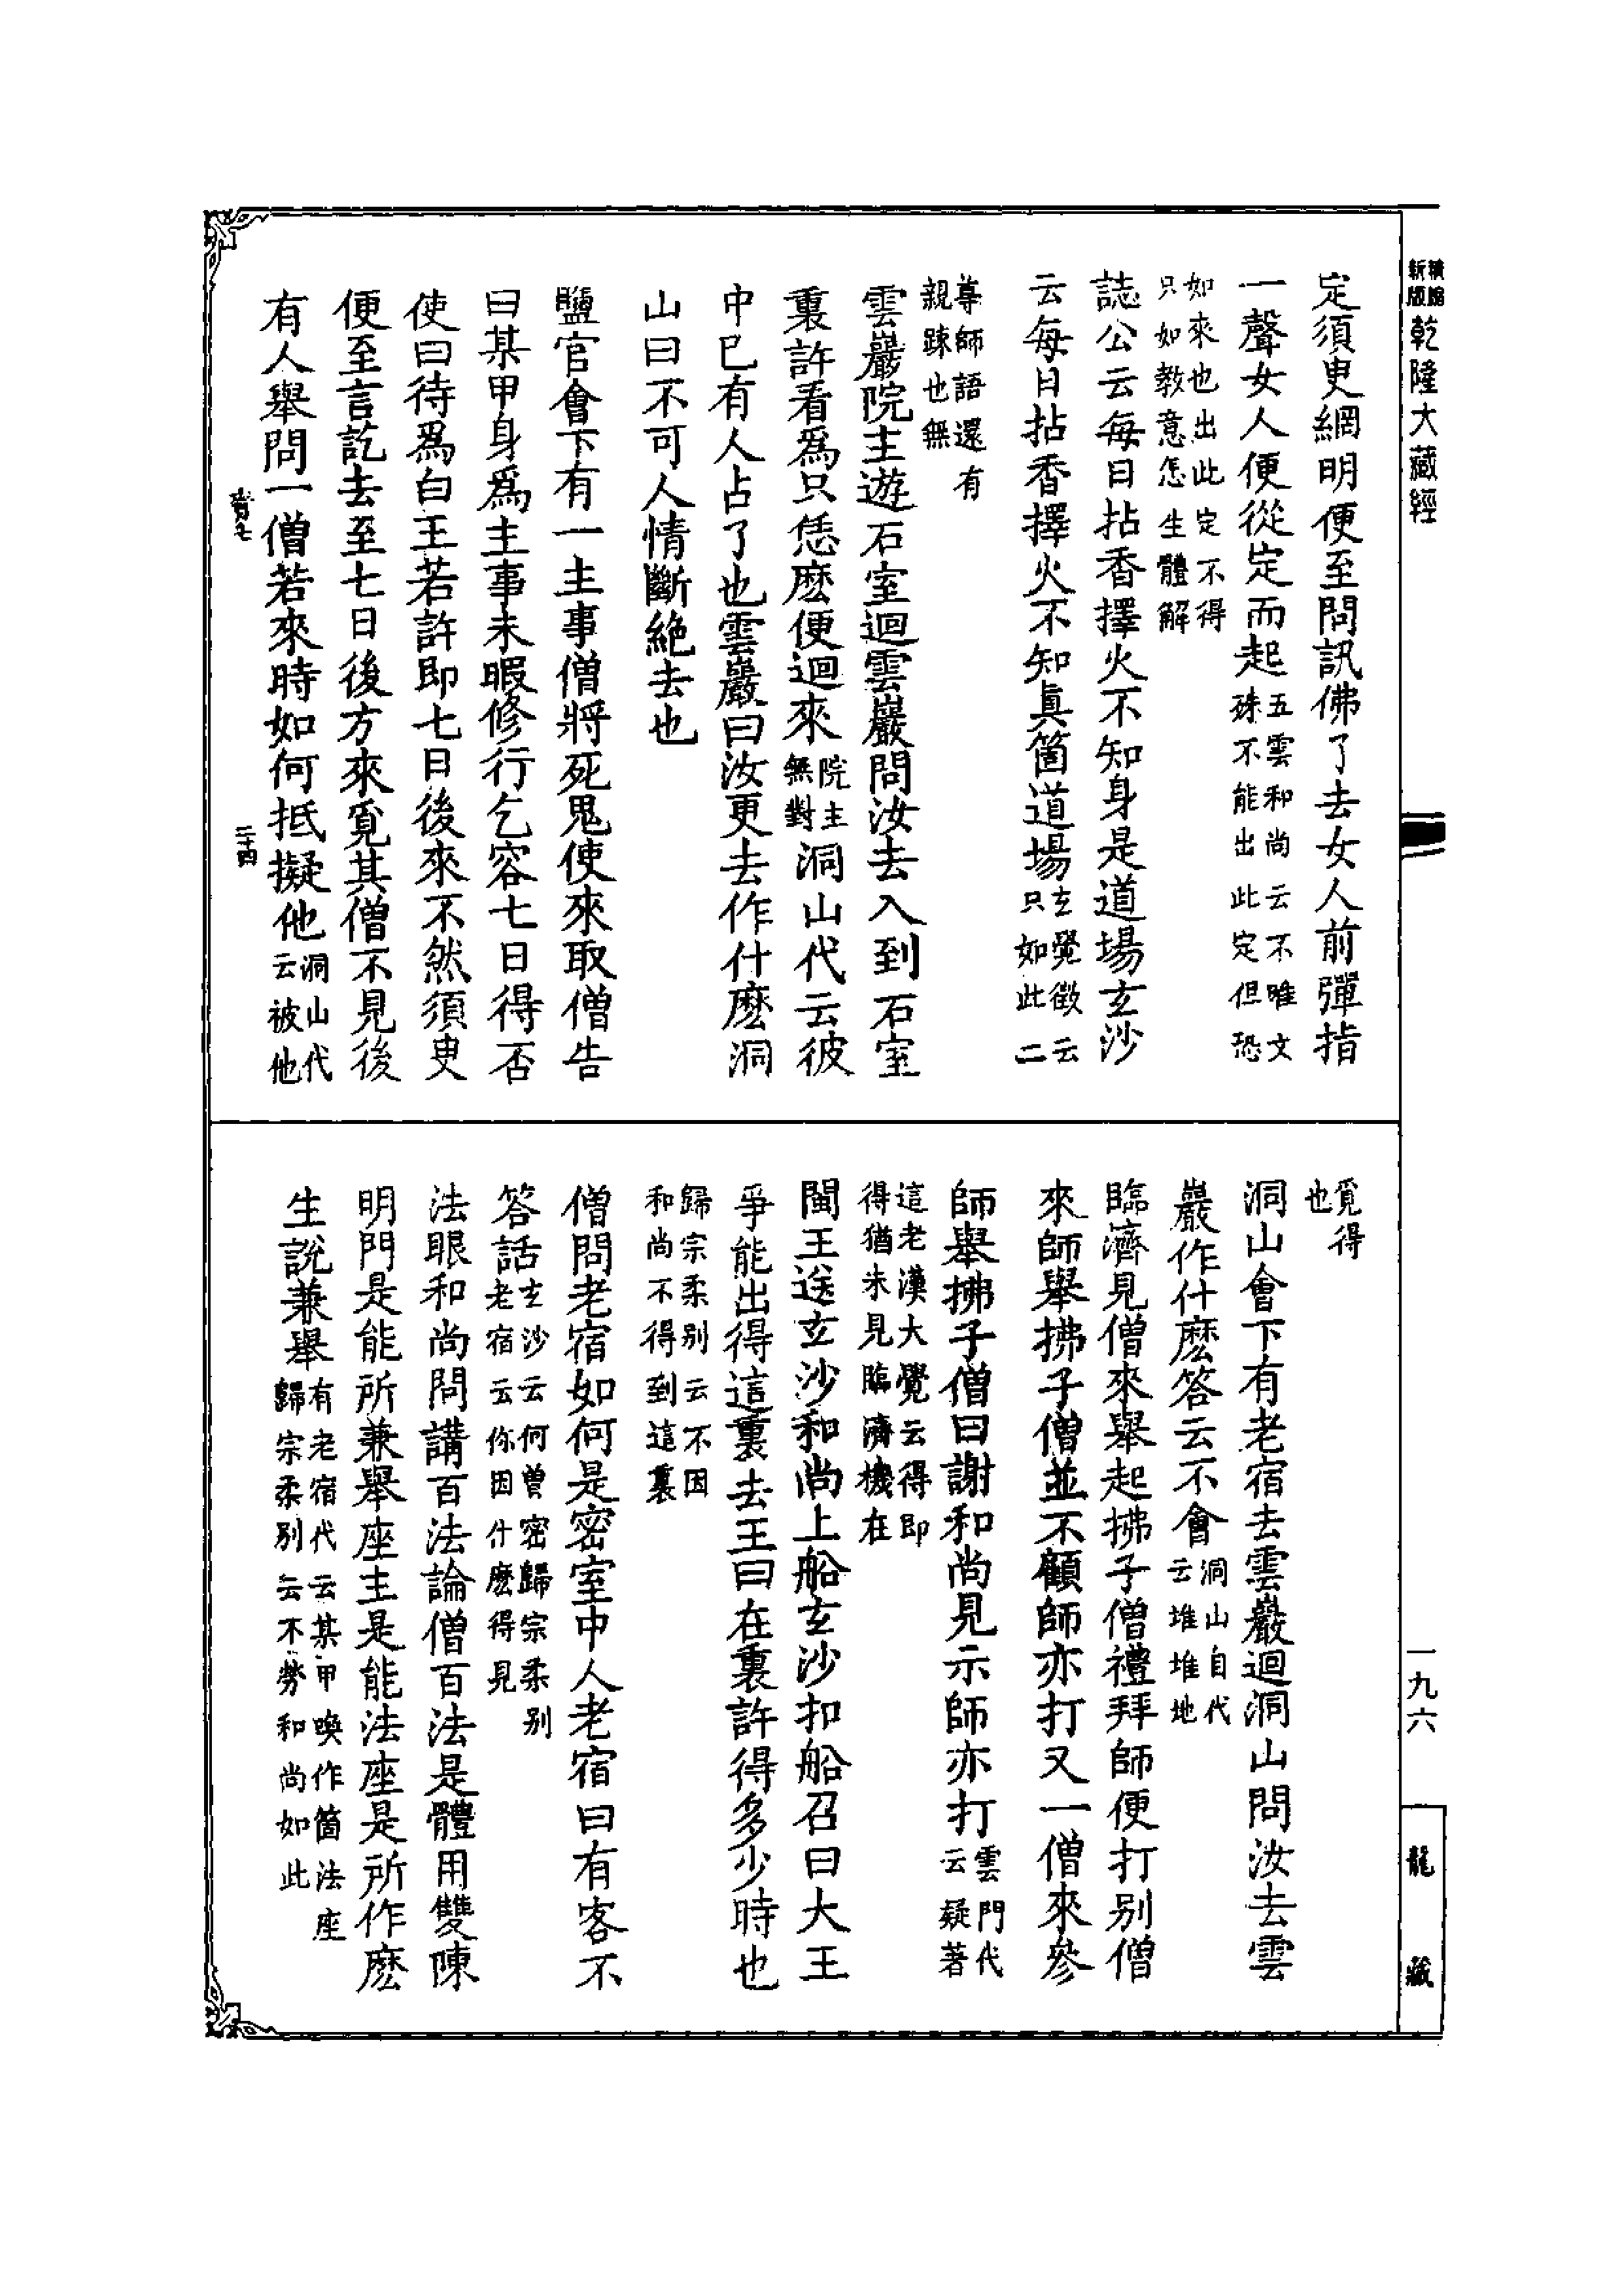 乾隆大藏經
定須臾網明便至問訊佛了去女人前彈指
一聲女人便從定而起五雲和尚云不唯文殊不能出此定但恐
如來也出此定不得只如教意怎生體解
誌公云每日拈香擇火不知身是道場玄沙
云每日拈香擇火不知眞箇道場玄覺徵云只如此二
尊師語還有親踈也無
雲巖院主遊石室迴雲巖問汝去入到石室
裏許看爲只恁麽便迴來院主無對洞山代云彼
中已有人占了也雲巖曰汝更去作什麽洞
山曰不可人情斷絶去也
鹽官會下有一主事僧將死鬼使來取僧告
曰某甲身爲主事未暇修行乞容七日得否
使曰待爲白王若許即七日後來不然須臾
便至言訖去至七日後方來覓其僧不見後
有人舉問一僧若來時如何抵擬他洞山代云被他
二十四
覓得也
洞山會下有老宿去雲巖迴洞山問汝去雲
巖作什麽答云不會洞山自代云堆堆地
臨濟見僧來舉起拂子僧禮拜師便打別僧
來師舉拂子僧並不顧師亦打又一僧來參
師舉拂子僧曰謝和尚見示師亦打雲門代云疑著
這老漢大覺云得即得猶未見臨濟機在
閩王送玄沙和尚上船玄沙扣船召曰大王
爭能出得這裏去王曰在裏許得多少時也
歸宗柔別云不因和尚不得到這裏
僧問老宿如何是密室中人老宿曰有客不
答話玄沙云何曾密歸宗柔別老宿云你因什麽得見
法眼和尚問講百法論僧百法是體用雙陳
明門是能所兼舉座主是能法座是所作麽
生說兼舉有老宿代云某甲喚作箇法座歸宗柔別云不勞和尚如此
一九六
龍藏